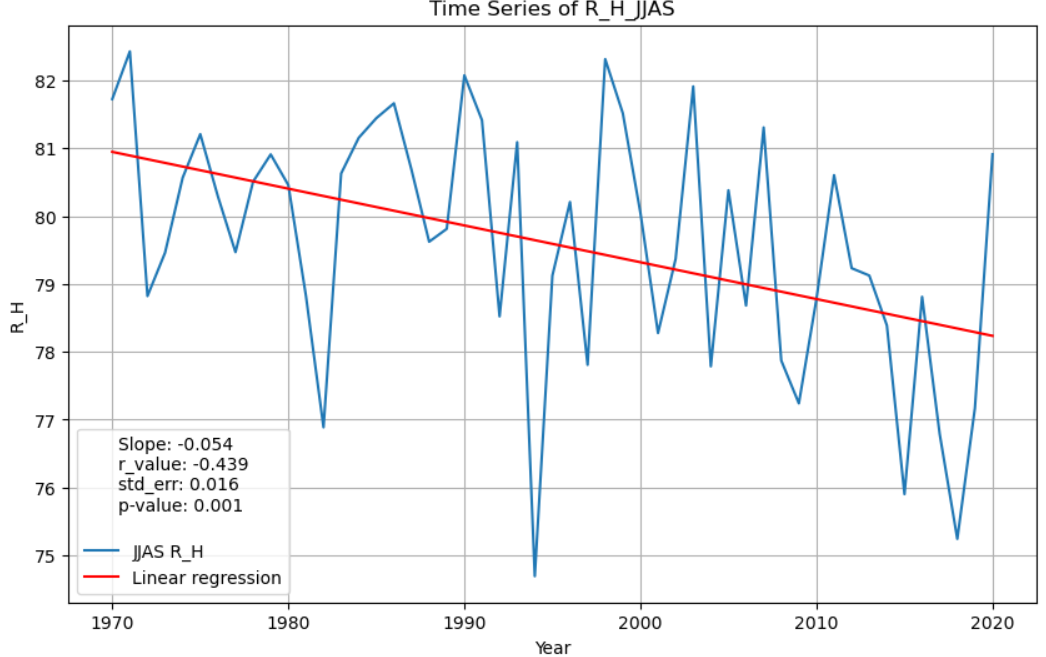 Time Series of R_H_JJAS
R_H
82
81
80
79
78
77
76
75
Slope: -0.054
r_value: -0.439
std_err: 0.016
p-value: 0.001
JJAS R_H
Linear regression
1970
1980
1990
2000
2010
2020
Year